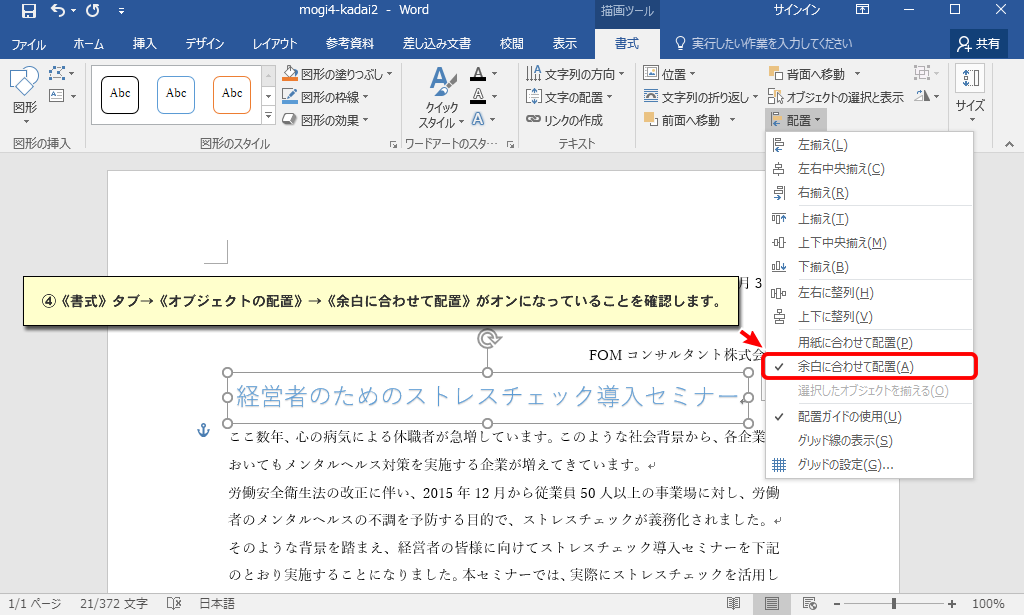 mogi4-kadai2 - Word
描画ツール
サインイン
ファイル ホーム 挿入 デザイン レイアウト 参考資料 差し込み文書 校閲 表示 書式 実行したい作業を入力してください 共有
図形
Abc Abc Abc
図形の塗りつぶし
図形の枠線
図形の効果
クイック
スタイル
文字列の方向
文字の配置
リンクの作成
位置
文字列の折り返し
前面へ移動
背面へ移動
オブジェクトの選択と表示
配置
サイズ
図形の挿入 図形のスタイル ワードアートのスタ… テキスト
左揃え(L)
左右中央揃え(C)
右揃え(R)
上揃え(T)
上下中央揃え(M)
下揃え(B)
左右に整列(H)
上下に整列(V)
用紙に合わせて配置(P)
余白に合わせて配置(A)
選択したオブジェクトを揃える(O)
配置ガイドの使用(U)
グリッド線の表示(S)
グリッドの設定(G)...
月 3
④《書式》タブ→《オブジェクトの配置》→《余白に合わせて配置》がオンになっていることを確認します。
FOM コンサルタント株式会
経営者のためのストレスチェック導入セミナー
ここ数年、心の病気による休職者が急増しています。このような社会背景から、各企業
おいてもメンタルヘルス対策を実施する企業が増えてきています。
労働安全衛生法の改正に伴い、2015 年 12 月から従業員 50 人以上の事業場に対し、労働
者のメンタルヘルスの不調を予防する目的で、ストレスチェックが義務化されました。
そのような背景を踏まえ、経営者の皆様に向けてストレスチェック導入セミナーを下記
のとおり実施することになりました。本セミナーでは、実際にストレスチェックを活用し
1/1 ページ 21/372 文字 日本語 100%